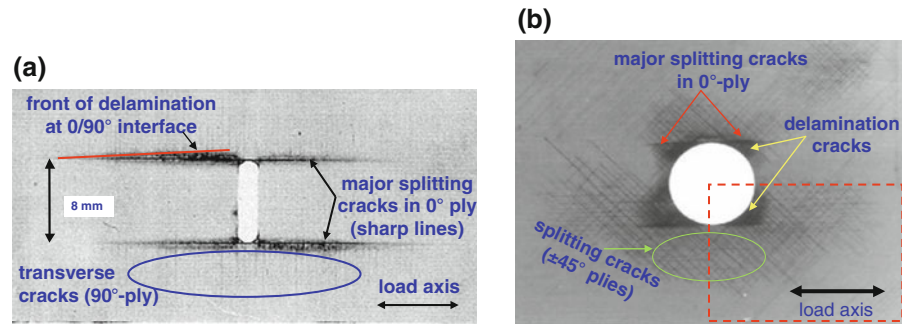 (a)
front of delamination
at 0/90° interface
8 mm
major splitting
cracks in 0° ply
(sharp lines)
transverse
cracks (90°-ply)
load axis
(b)
major splitting cracks
in 0°-ply
delamination
cracks
splitting cracks
(±45° plies)
load axis